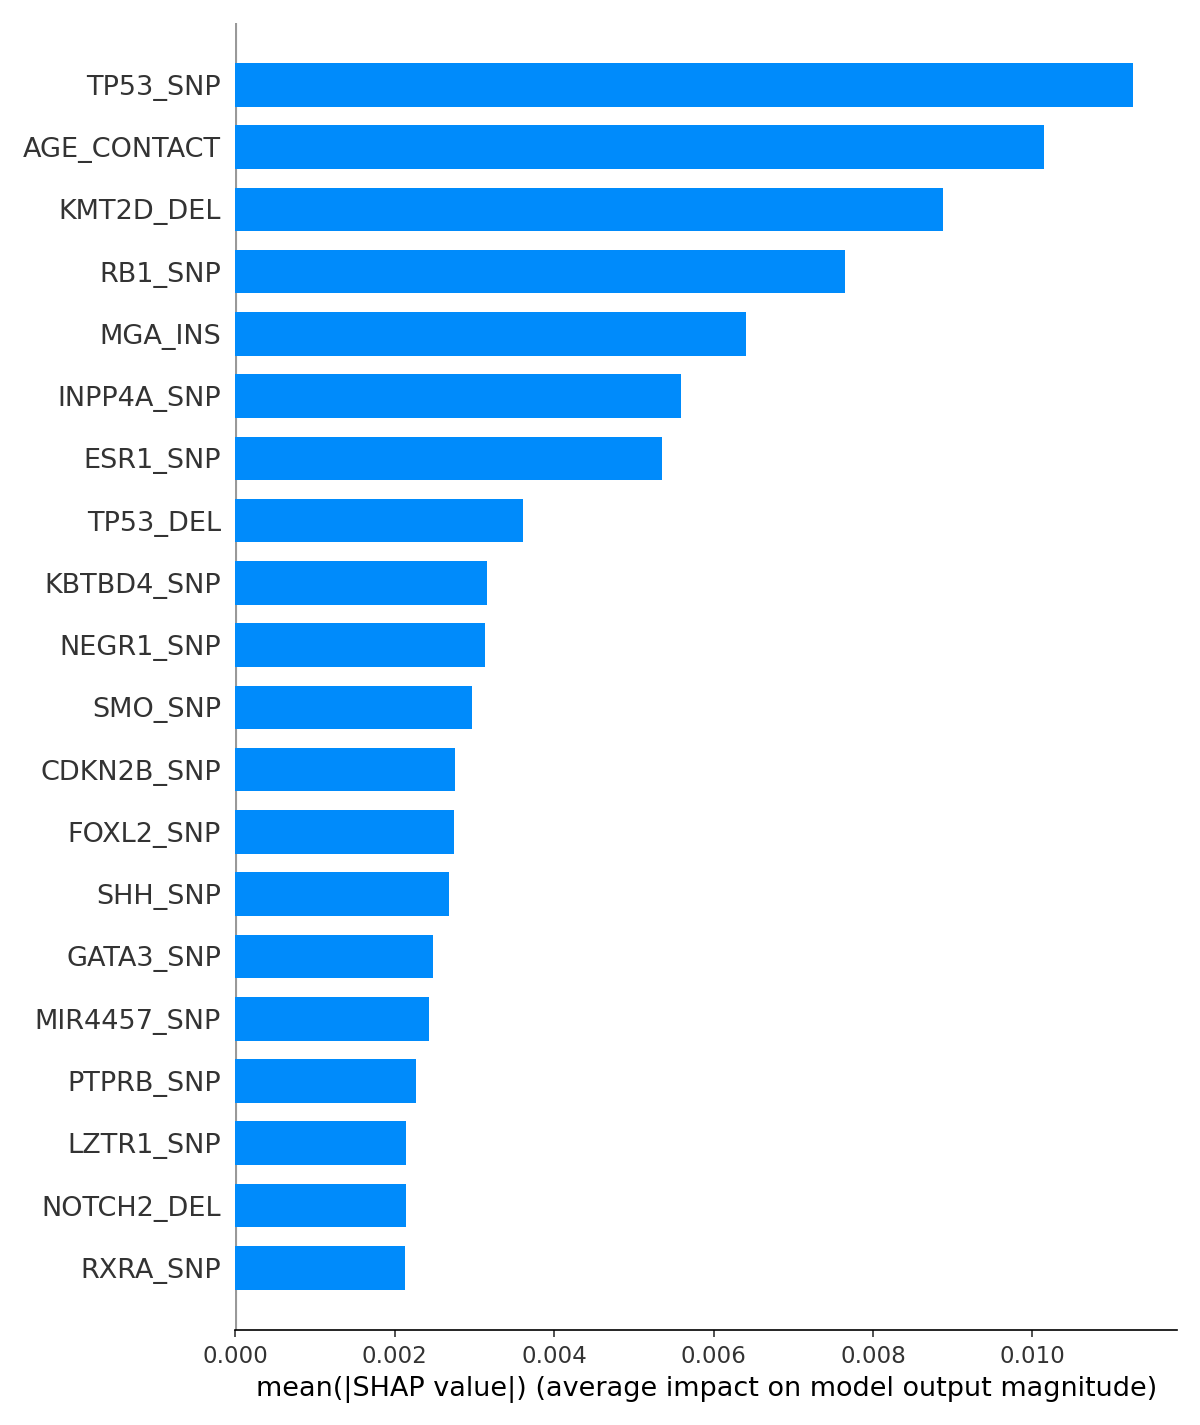 TP53_SNP
AGE_CONTACT
KMT2D_DEL
RB1_SNP
MGA_INS
INPP4A_SNP
ESR1_SNP
TP53_DEL
KBTBD4_SNP
NEGR1_SNP
SMO_SNP
CDKN2B_SNP
FOXL2_SNP
SHH_SNP
GATA3_SNP
MIR4457_SNP
PTPRB_SNP
LZTR1_SNP
NOTCH2_DEL
RXRA_SNP
0.000 0.002 0.004 0.006 0.008 0.010
mean(|SHAP value|) (average impact on model output magnitude)